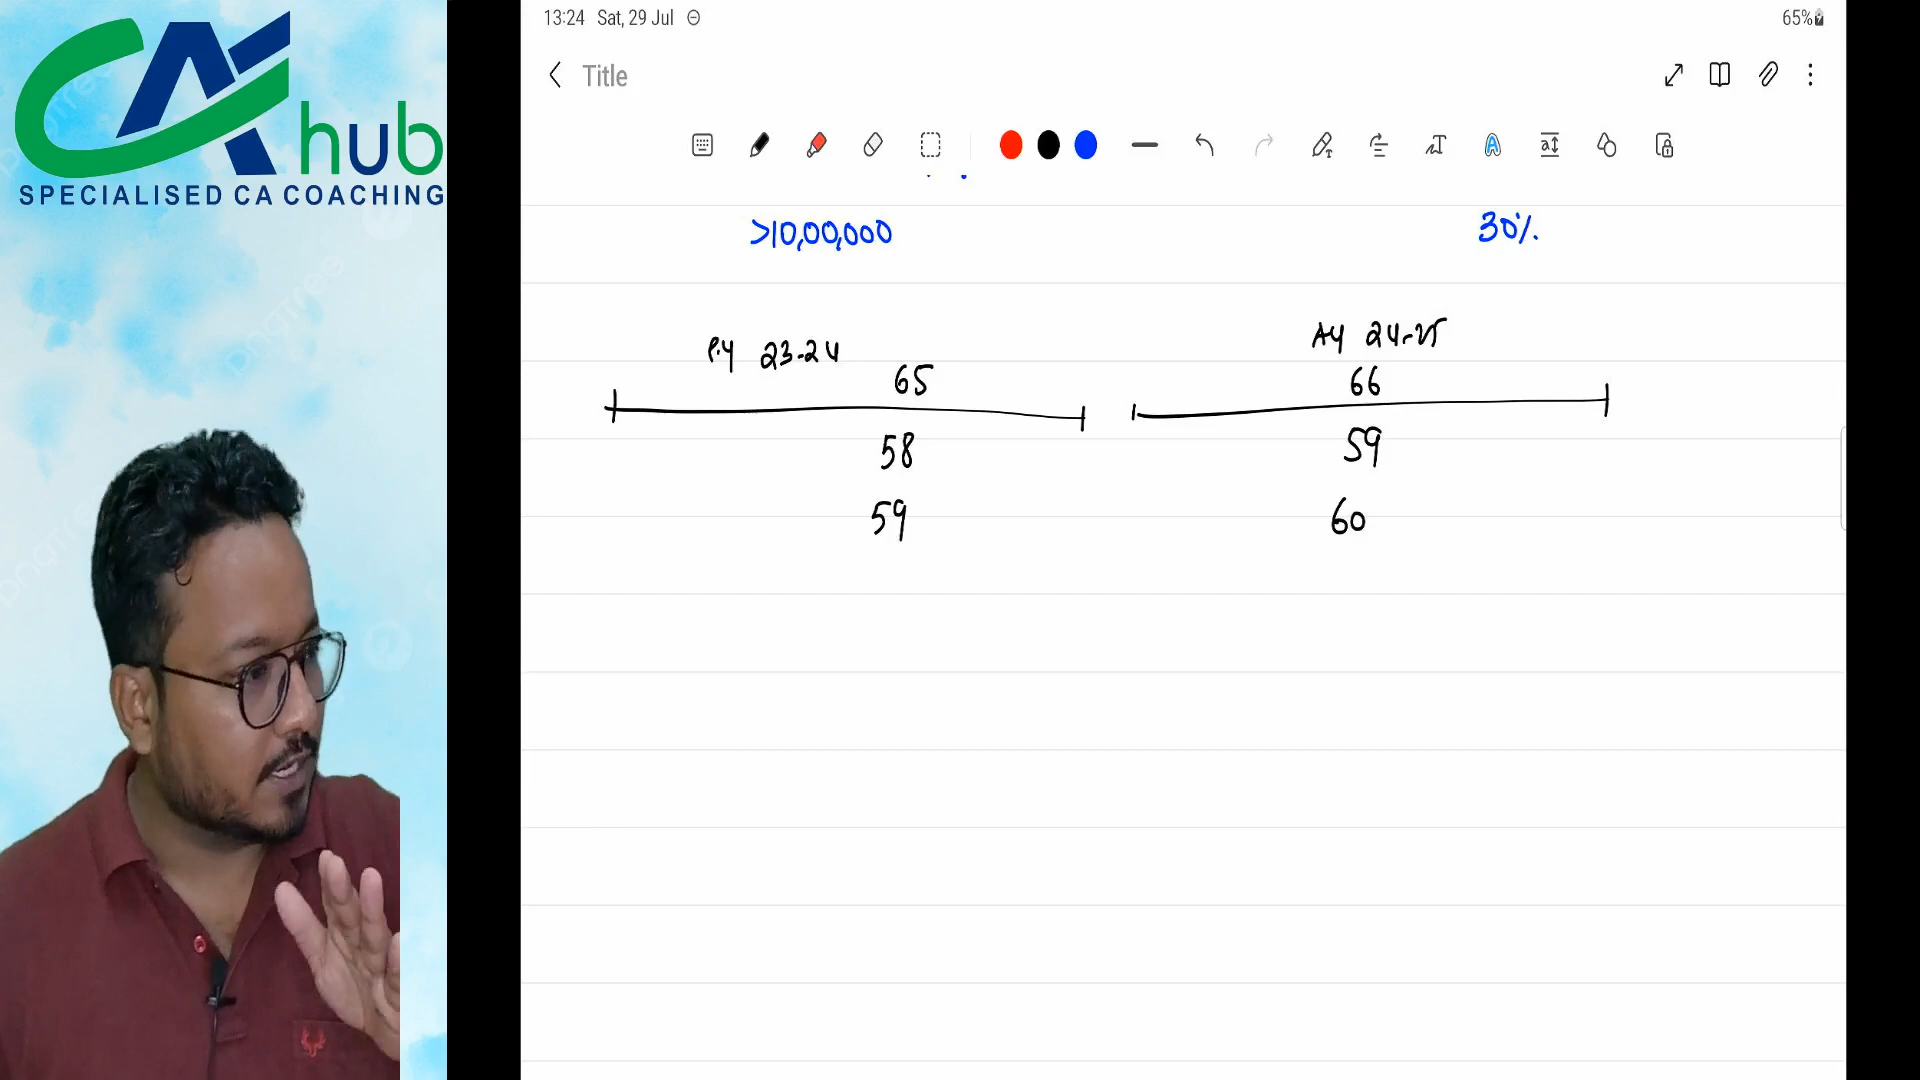 CA hub
SPECIALISED CA COACHING
13:24 Sat, 29 Jul
65%
Title
>10,00,000 30%.
P.Y 23-24
AY 24-25
65 66
58 59
59 60
pngtree